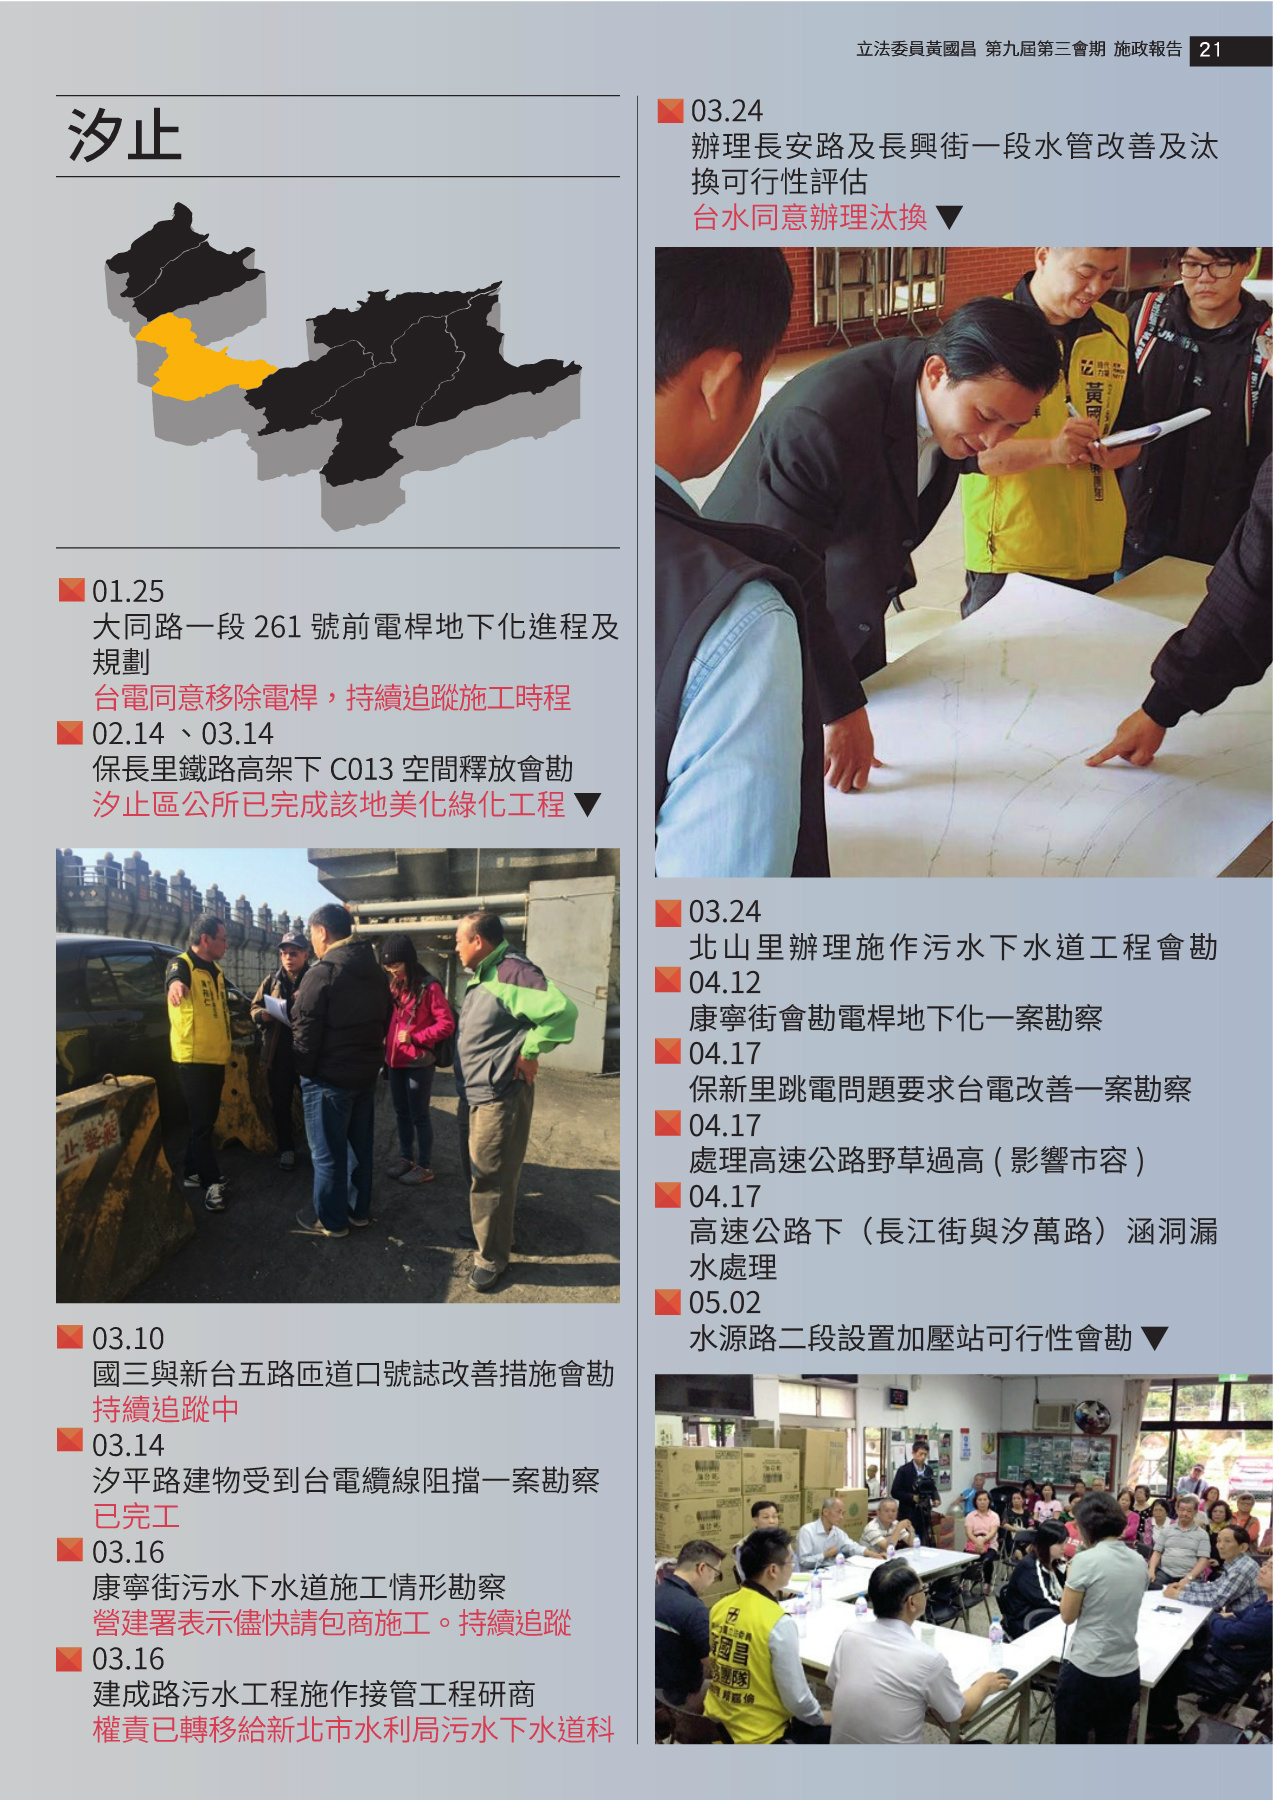 立法委員黃國昌 第九屆第三會期 施政報告 21
汐止
01.25
大同路一段 261 號前電桿地下化進程及
規劃
台電同意移除電桿，持續追蹤施工時程
02.14 、03.14
保長里鐵路高架下 C013 空間釋放會勘
汐止區公所已完成該地美化綠化工程 ▼
03.10
國三與新台五路匝道口號誌改善措施會勘
持續追蹤中
03.14
汐平路建物受到台電纜線阻擋一案勘察
已完工
03.16
康寧街污水下水道施工情形勘察
營建署表示儘快請包商施工。持續追蹤
03.16
建成路污水工程施作接管工程研商
權責已轉移給新北市水利局污水下水道科
03.24
辦理長安路及長興街一段水管改善及汰
換可行性評估
台水同意辦理汰換 ▼
黃國
03.24
北山里辦理施作污水下水道工程會勘
04.12
康寧街會勘電桿地下化一案勘察
04.17
保新里跳電問題要求台電改善一案勘察
04.17
處理高速公路野草過高 ( 影響市容 )
04.17
高速公路下（長江街與汐萬路）涵洞漏
水處理
05.02
水源路二段設置加壓站可行性會勘 ▼
黃國昌
團隊